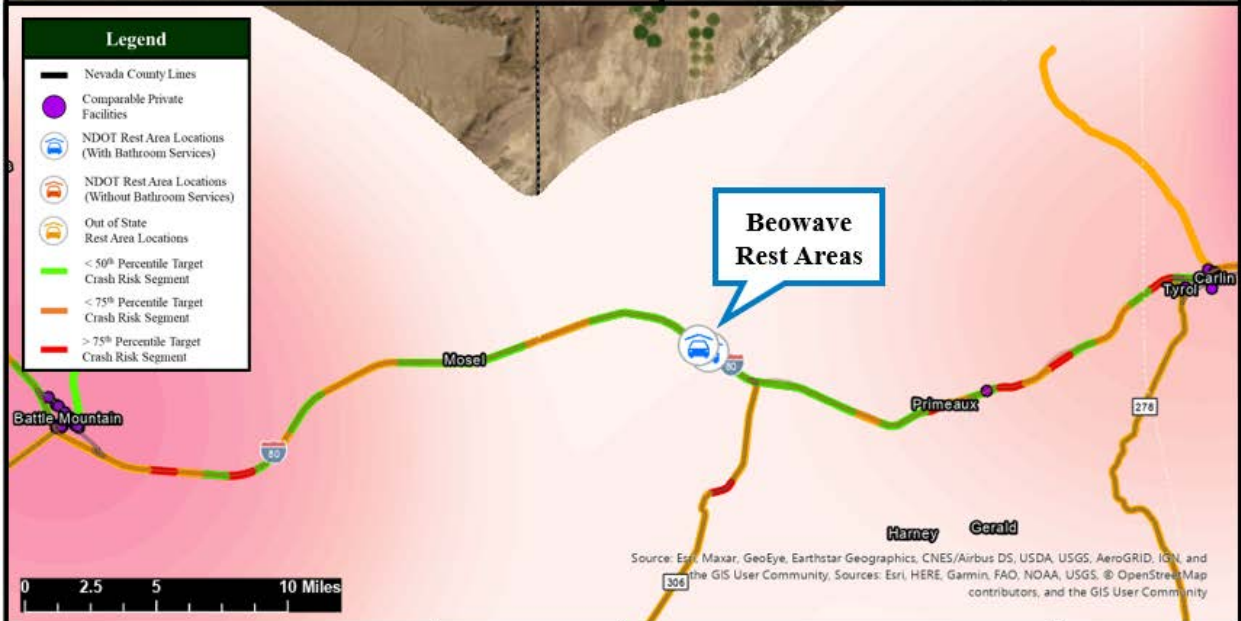 Legend
Nevada County Lines
Comparable Private
Facilities
NDOT Rest Area Locations
(With Bathroom Services)
NDOT Rest Area Locations
(Without Bathroom Services)
Out of State
Rest Area Locations
< 50th Percentile Target
Crash Risk Segment
< 75th Percentile Target
Crash Risk Segment
> 75th Percentile Target
Crash Risk Segment
Beowave
Rest Areas
Carlin
Tyrol
Mosel
80
Primeaux
278
Battle Mountain
80
Harney
Gerald
306
Source: Esri, Maxar, GeoEye, Earthstar Geographics, CNES/Airbus DS, USDA, USGS, AeroGRID, IGN, and
the GIS User Community, Sources: Esri, HERE, Garmin, FAO, NOAA, USGS, © OpenStreetMap
contributors, and the GIS User Community
0 2.5 5 10 Miles